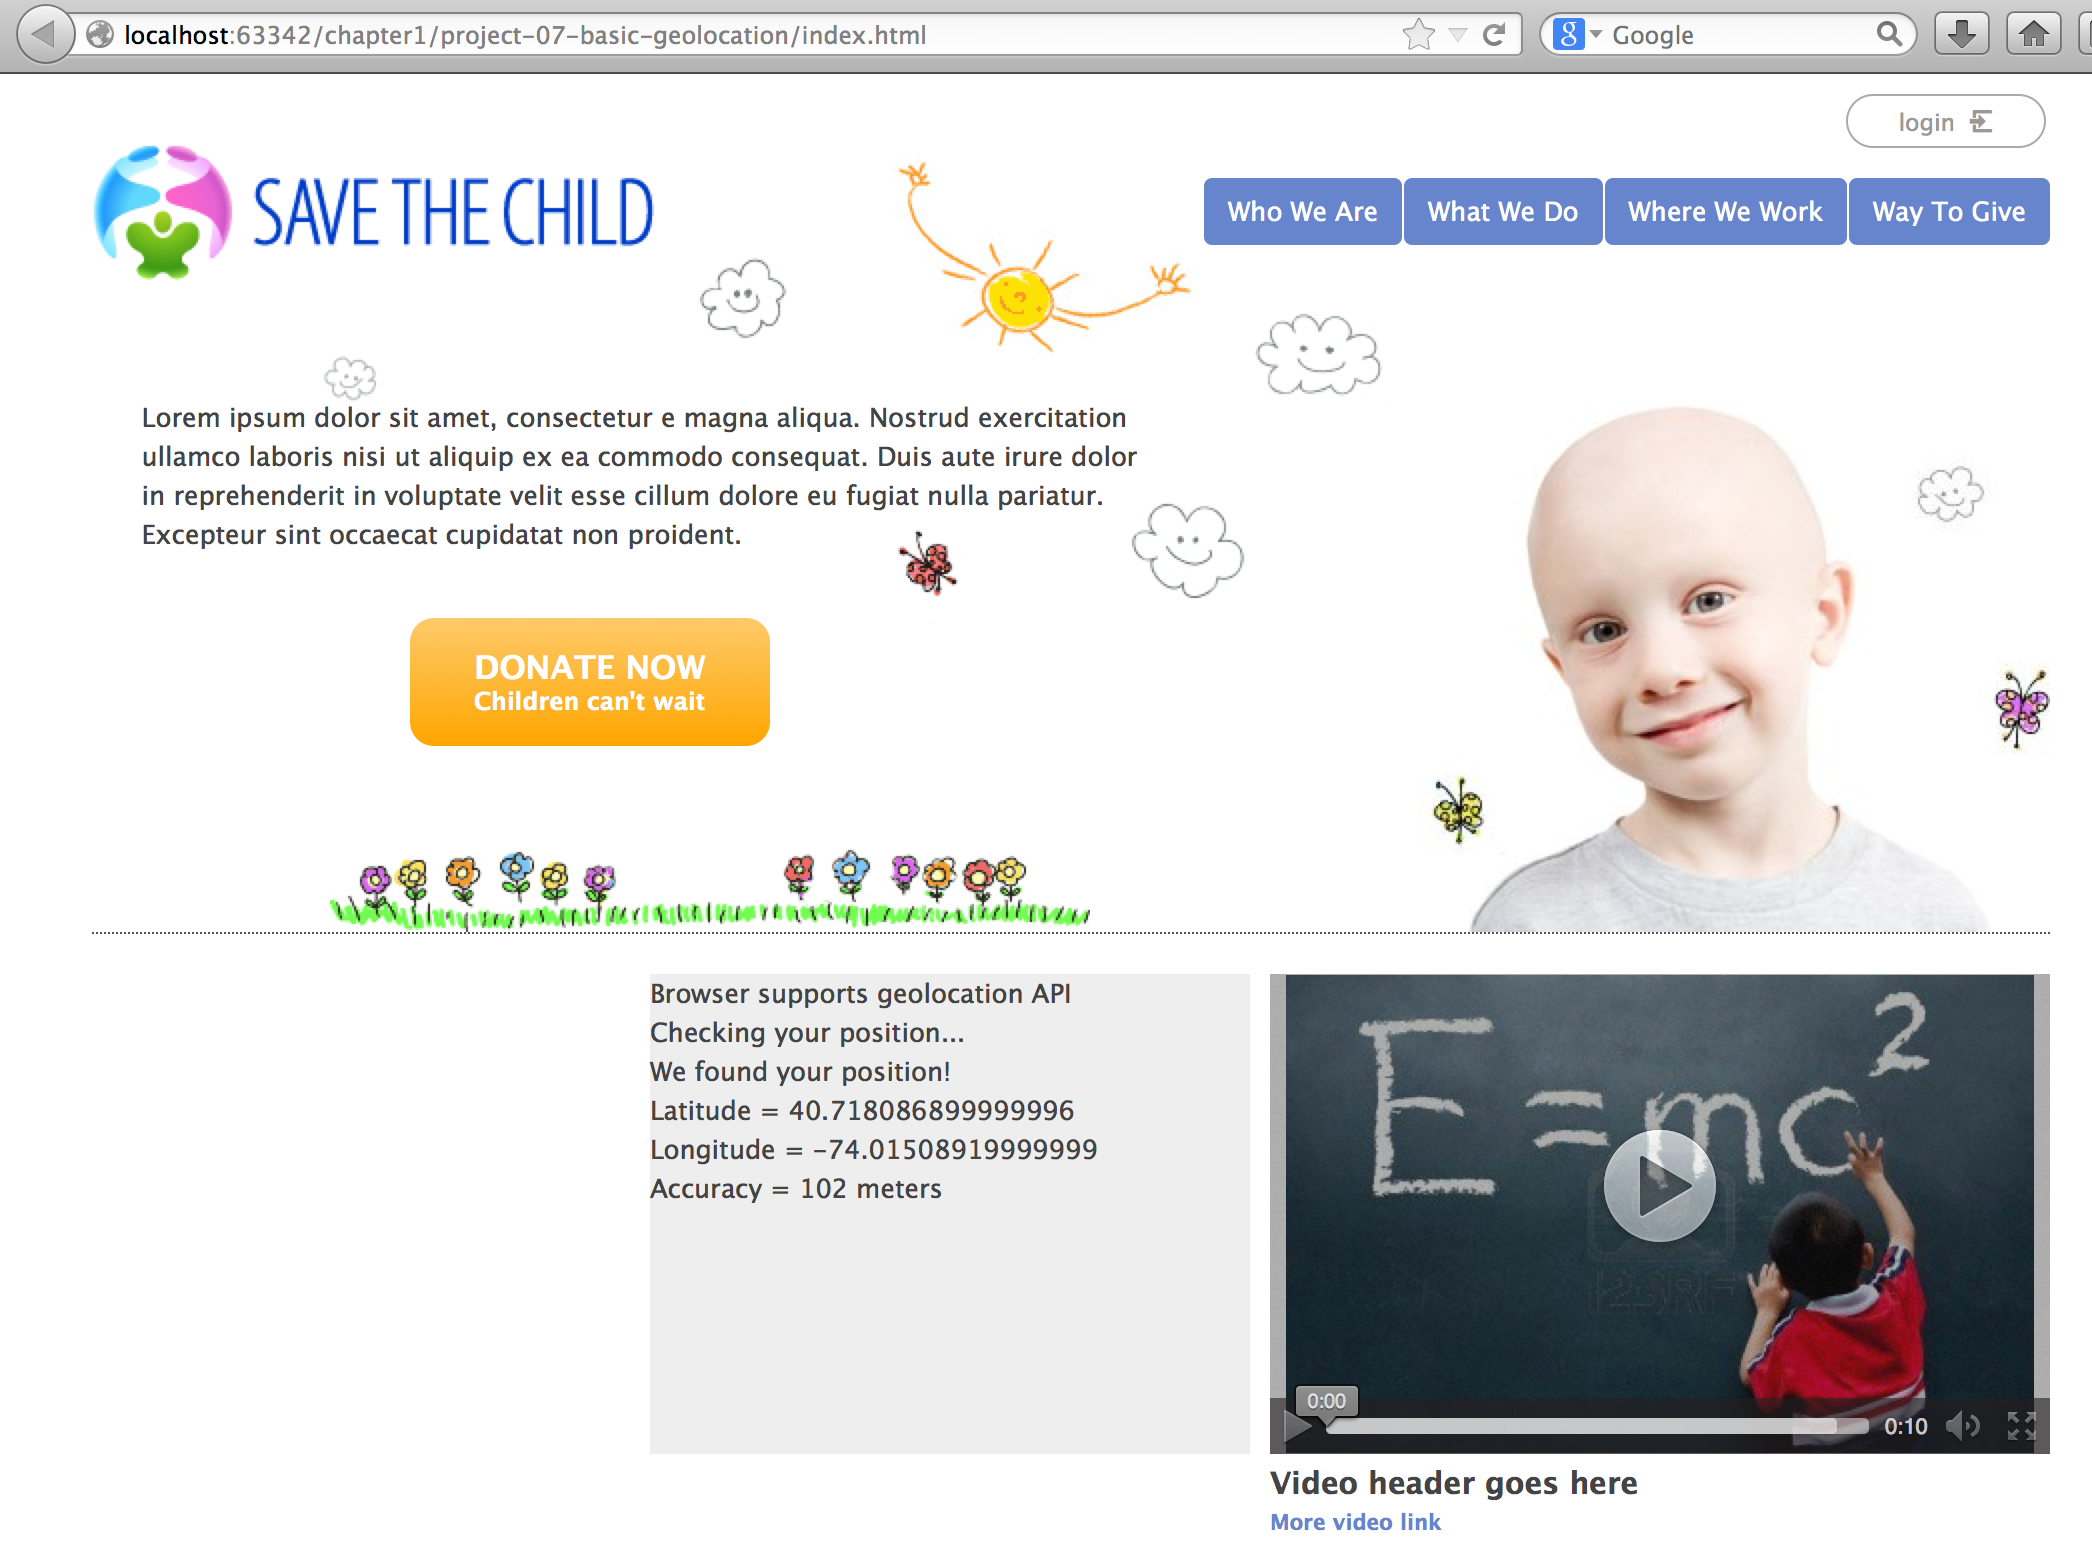 localhost:63342/chapter1/project-07-basic-geolocation/index.html
Google
login
SAVE THE CHILD
Who We Are
What We Do
Where We Work
Way To Give
Lorem ipsum dolor sit amet, consectetur e magna aliqua. Nostrud exercitation
ullamco laboris nisi ut aliquip ex ea commodo consequat. Duis aute irure dolor
in reprehenderit in voluptate velit esse cillum dolore eu fugiat nulla pariatur.
Excepteur sint occaecat cupidatat non proident.
DONATE NOW
Children can't wait
Browser supports geolocation API
Checking your position...
We found your position!
Latitude = 40.718086899999996
Longitude = -74.01508919999999
Accuracy = 102 meters
E=mc²
123RF
0:00
0:10
Video header goes here
More video link